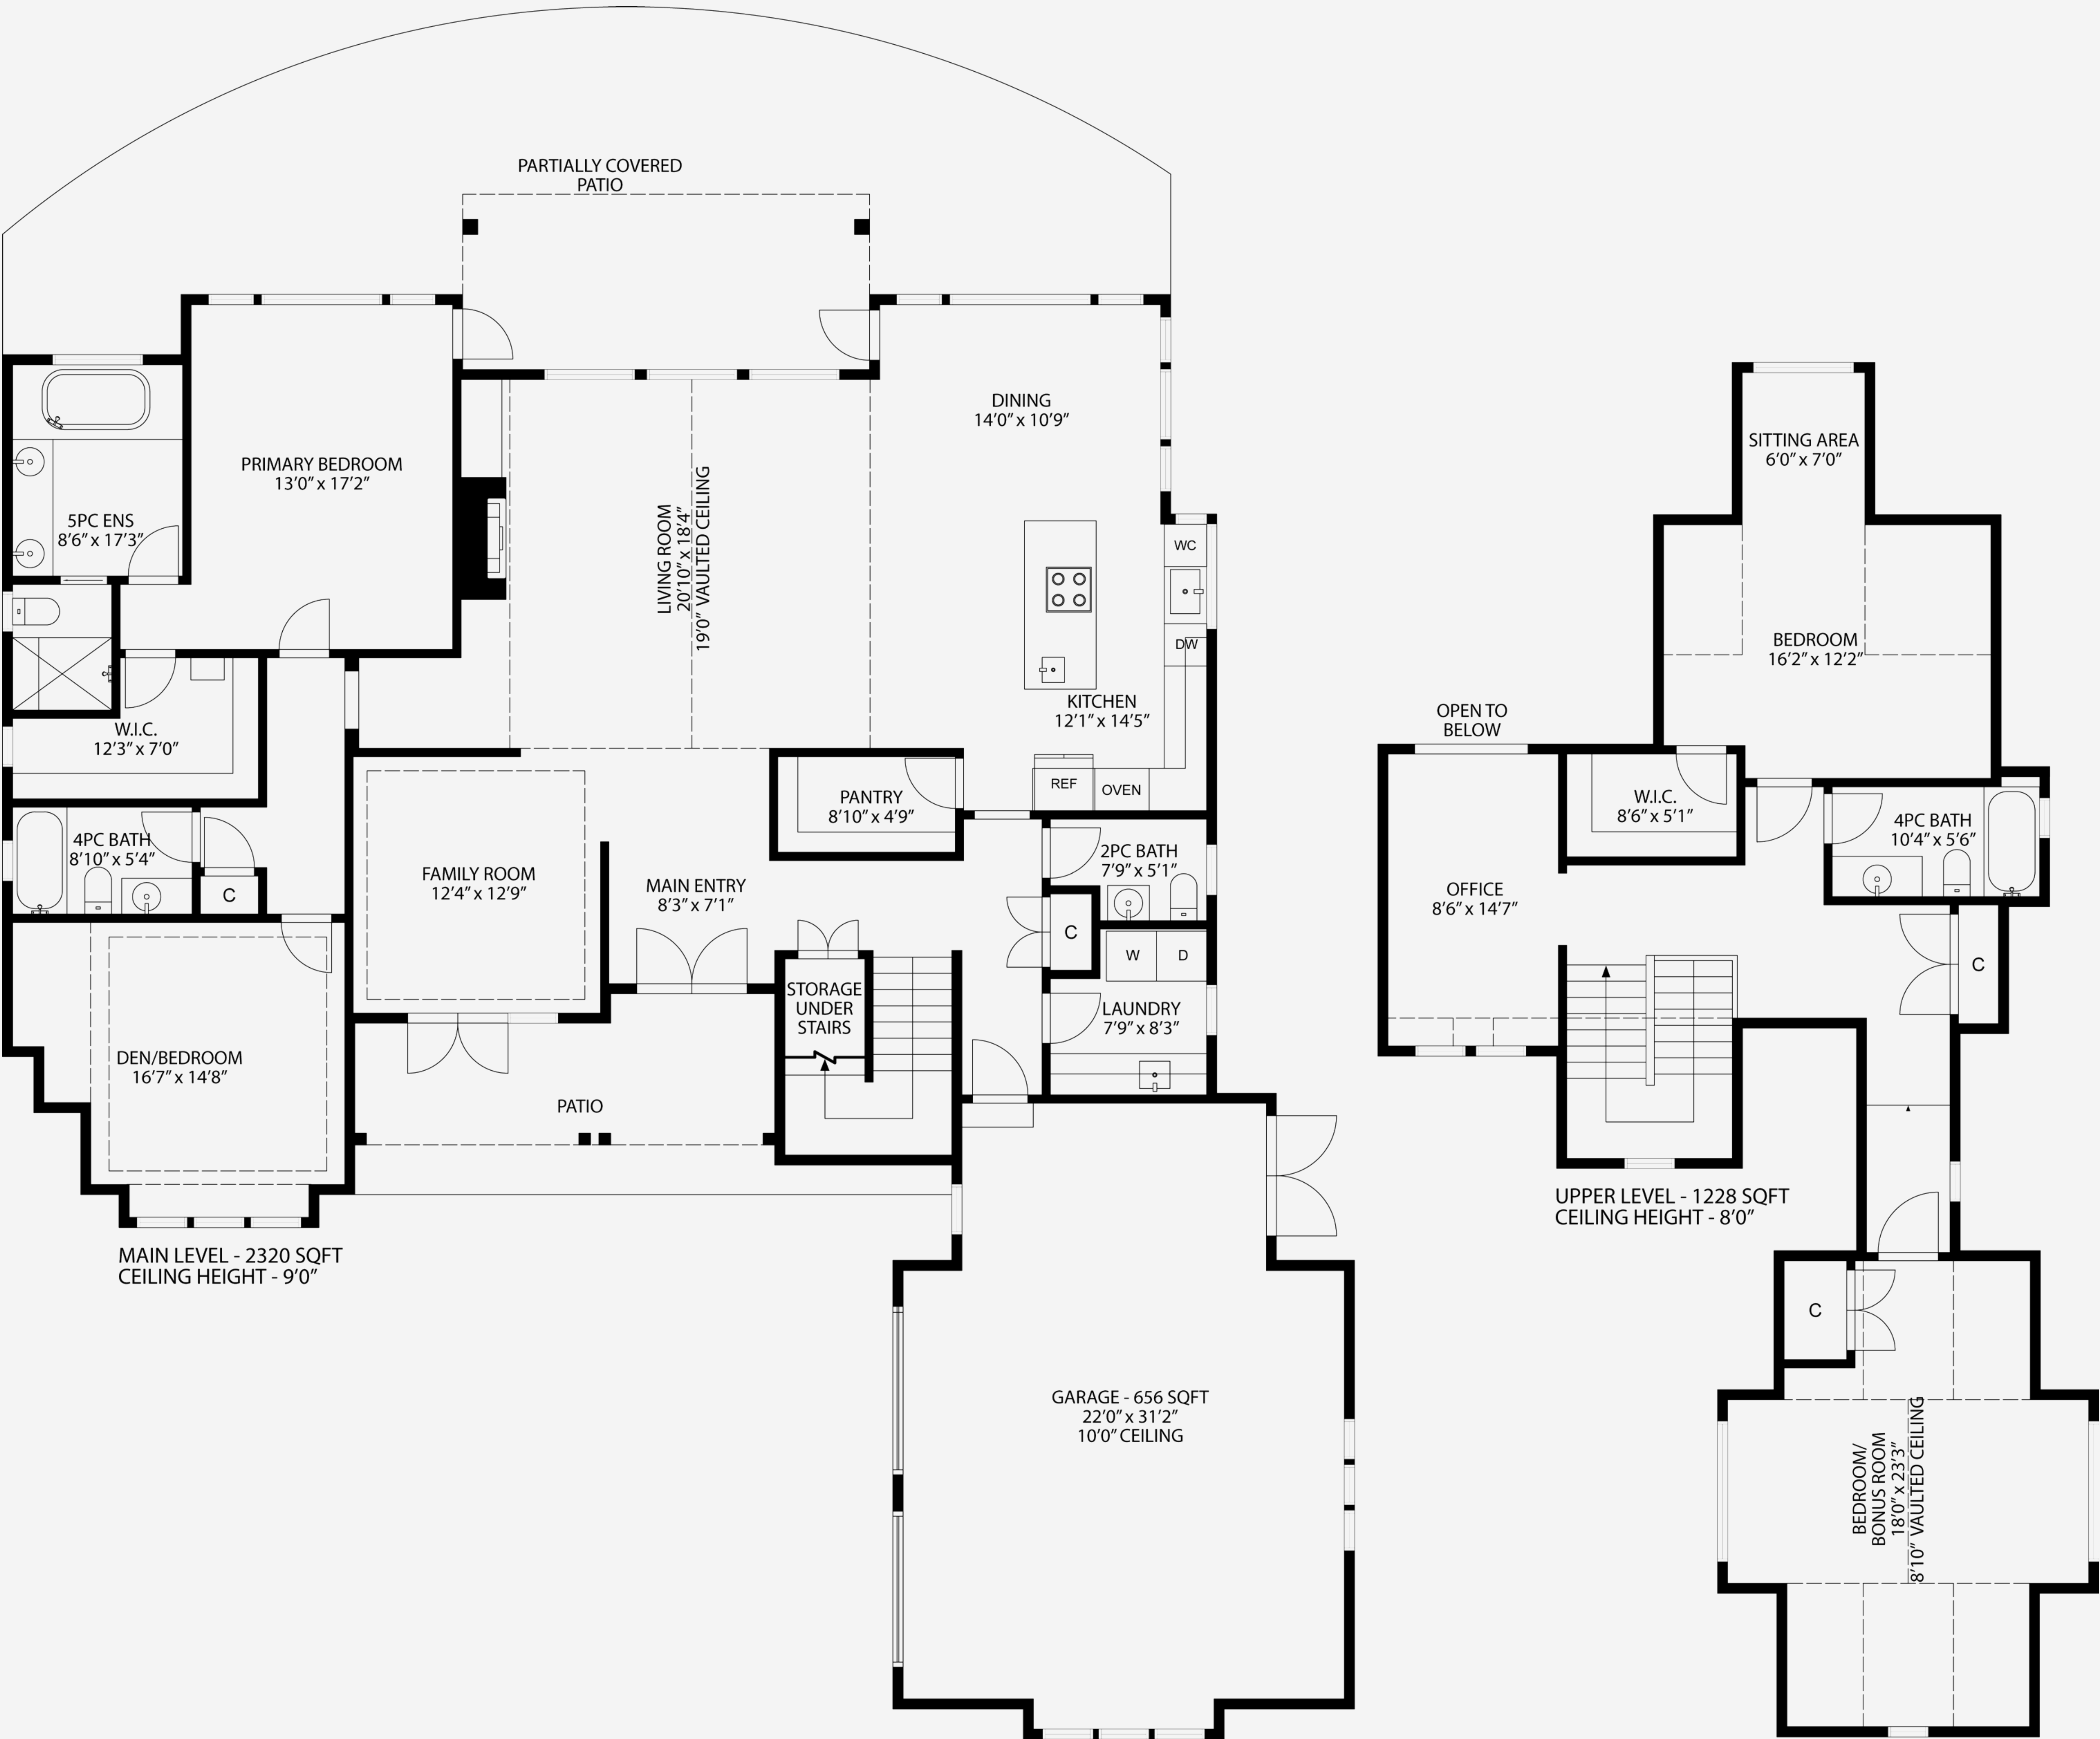 PARTIALLY COVERED
PATIO
DINING
14'0" x 10'9"
PRIMARY BEDROOM
13'0" x 17'2"
5PC ENS
8'6" x 17'3"
LIVING ROOM
20'10" x 18'4"
19'0" VAULTED CEILING
WC
DW
KITCHEN
12'1" x 14'5"
W.I.C.
12'3" x 7'0"
REF
OVEN
PANTRY
8'10" x 4'9"
4PC BATH
8'10" x 5'4"
C
FAMILY ROOM
12'4" x 12'9"
MAIN ENTRY
8'3" x 7'1"
2PC BATH
7'9" x 5'1"
C
W
D
STORAGE
UNDER
STAIRS
LAUNDRY
7'9" x 8'3"
DEN/BEDROOM
16'7" x 14'8"
PATIO
MAIN LEVEL - 2320 SQFT
CEILING HEIGHT - 9'0"
GARAGE - 656 SQFT
22'0" x 31'2"
10'0" CEILING
SITTING AREA
6'0" x 7'0"
BEDROOM
16'2" x 12'2"
OPEN TO
BELOW
W.I.C.
8'6" x 5'1"
4PC BATH
10'4" x 5'6"
OFFICE
8'6" x 14'7"
C
UPPER LEVEL - 1228 SQFT
CEILING HEIGHT - 8'0"
C
BEDROOM/
BONUS ROOM
18'0" x 23'3"
8'10" VAULTED CEILING